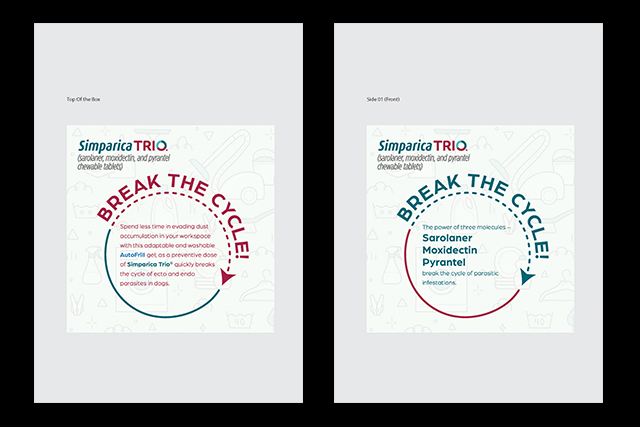 Top Of the Box
Simparica TRIO
(sarolaner, moxidectin, and pyrantel
chewable tablets)
BREAK THE CYCLE!
Spend less time in evading dust
accumulation in your workspace
with this adaptable and washable
AutoFrill gel, as a preventive dose
of Simparica Trio® quickly breaks
the cycle of ecto and endo
parasites in dogs.
Side 01 (Front)
Simparica TRIO
(sarolaner, moxidectin, and pyrantel
chewable tablets)
BREAK THE CYCLE!
The power of three molecules –
Sarolaner
Moxidectin
Pyrantel
break the cycle of parasitic
infestations.
40